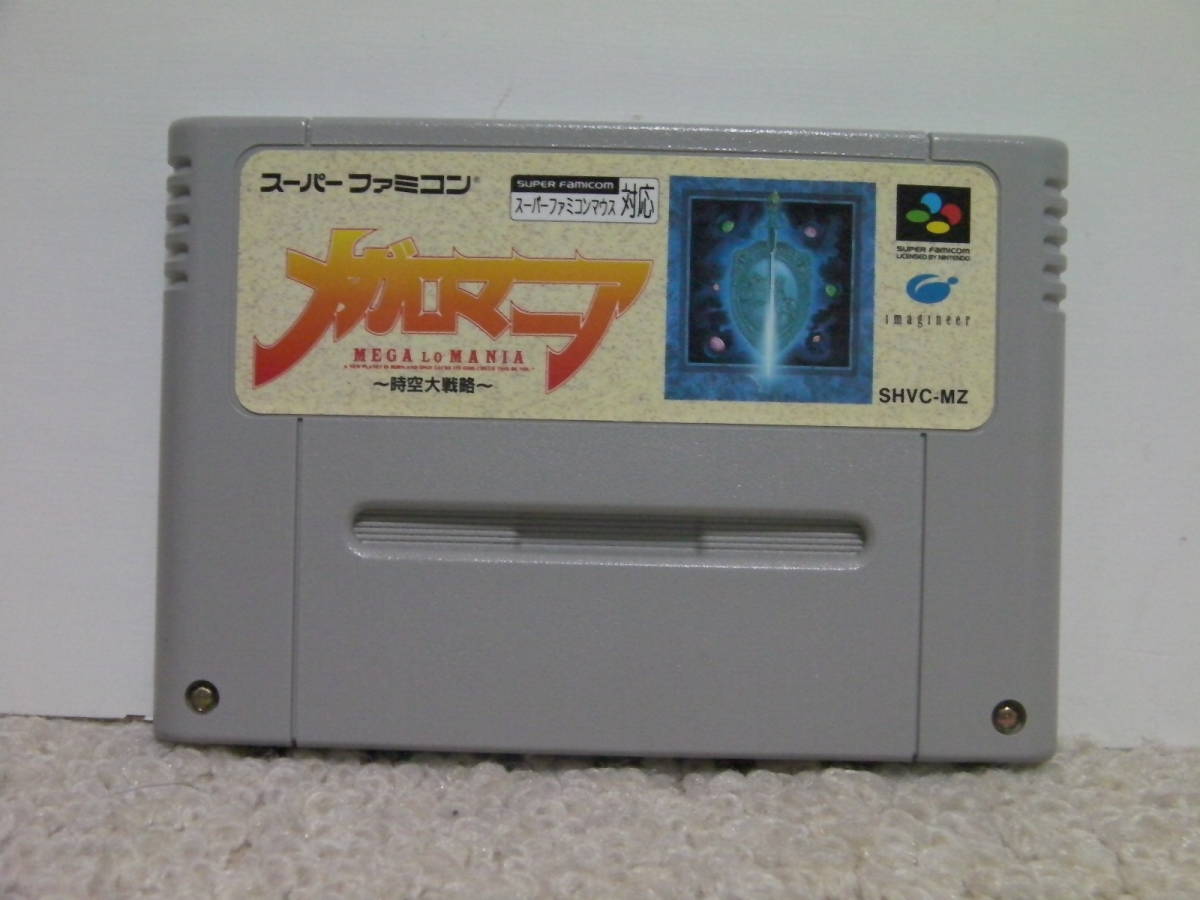 スーパーファミコン®
SUPER FAMICOM
スーパーファミコンマウス 対応
メガロマニア
MEGA LO MANIA
～時空大戦略～
SUPER FAMICOM
LICENSED BY NINTENDO
imagineer
SHVC-MZ